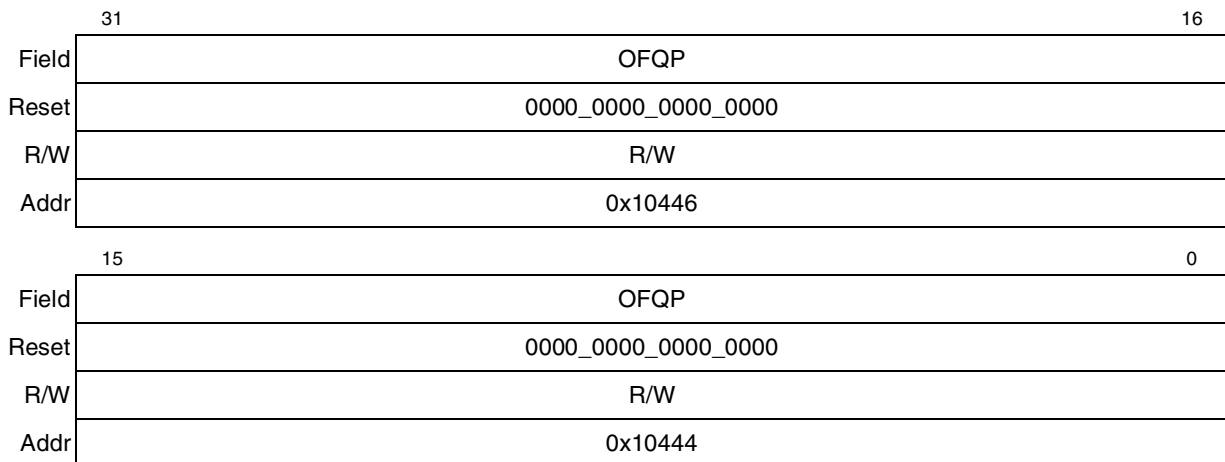 31 16
Field OFQP
Reset 0000_0000_0000_0000
R/W R/W
Addr 0x10446
15 0
Field OFQP
Reset 0000_0000_0000_0000
R/W R/W
Addr 0x10444